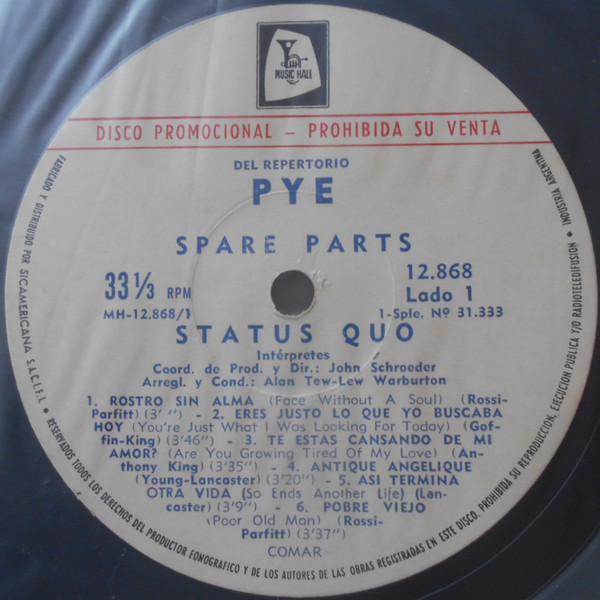 MUSIC HALL
DISCO PROMOCIONAL — PROHIBIDA SU VENTA
DEL REPERTORIO
PYE
SPARE PARTS
33 1/3 RPM
12.868
Lado 1
MH-12.868/1
1-Sple. Nº 31.333
STATUS QUO
Intérpretes
Coord. de Prod. y Dir.: John Schroeder
Arregl. y Cond.: Alan Tew-Lew Warburton
1. ROSTRO SIN ALMA (Face Without A Soul) (Rossi-
Parfitt) (3' ") - 2. ERES JUSTO LO QUE YO BUSCABA
HOY (You're Just What I Was Looking For Today) (Gof-
fin-King) (3'46") - 3. TE ESTAS CANSANDO DE MI
AMOR? (Are You Growing Tired Of My Love) (An-
thony King) (3'35") - 4. ANTIQUE ANGELIQUE
(Young-Lancaster) (3'20") - 5. ASI TERMINA
OTRA VIDA (So Ends Another Life) (Lan-
caster) (3'9") - 6. POBRE VIEJO
(Poor Old Man) (Rossi-
Parfitt) (3'37")
COMAR
FABRICADO Y DISTRIBUIDO POR SICAMERICANA S.A.C.I.F.I.
• RESERVADOS TODOS LOS DERECHOS DEL PRODUCTOR FONOGRAFICO Y DE LOS AUTORES DE LAS OBRAS REGISTRADAS EN ESTE DISCO. PROHIBIDA SU REPRODUCCION, EJECUCION PUBLICA Y/O RADIOTELEDIFUSION •
INDUSTRIA ARGENTINA